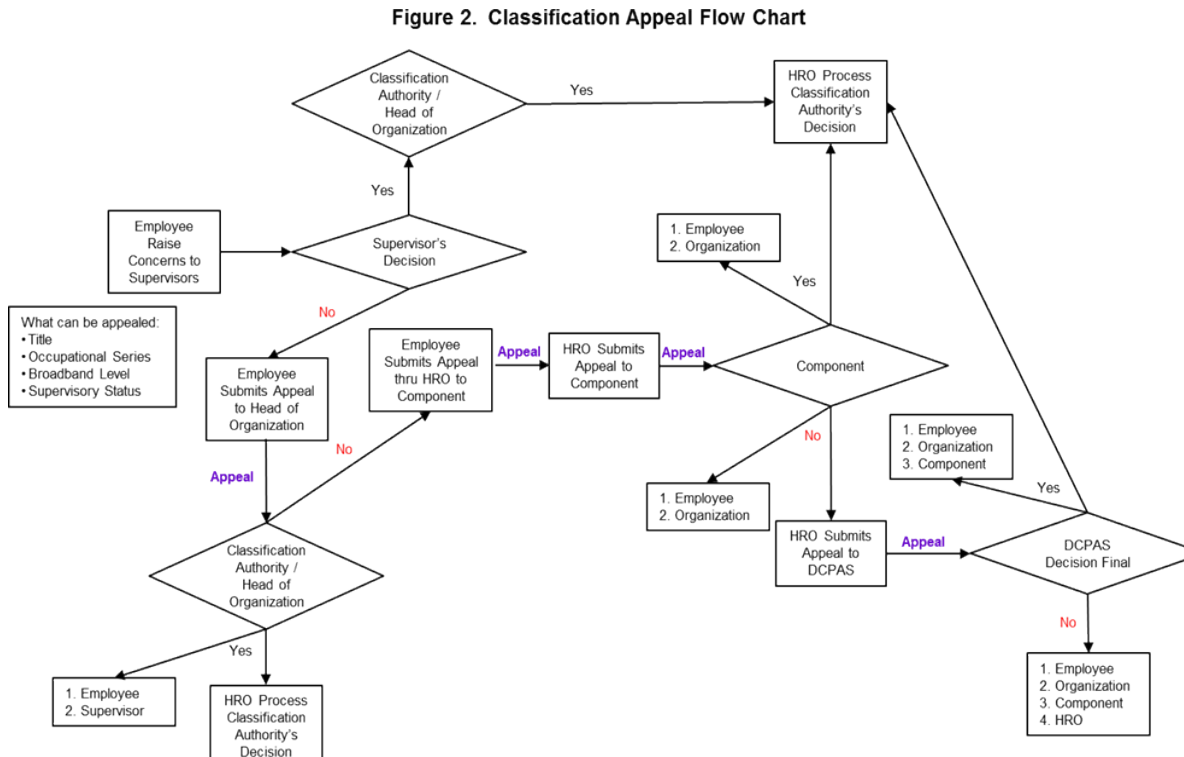 Figure 2. Classification Appeal Flow Chart
Classification
Authority /
Head of
Organization
Yes
HRO Process
Classification
Authority's
Decision
Yes
Employee
Raise
Concerns to
Supervisors
Supervisor's
Decision
1. Employee
2. Organization
Yes
No
What can be appealed:
• Title
• Occupational Series
• Broadband Level
• Supervisory Status
Employee
Submits Appeal
to Head of
Organization
Employee
Submits Appeal
thru HRO to
Component
Appeal
HRO Submits
Appeal to
Component
Appeal
Component
No
Appeal
No
1. Employee
2. Organization
1. Employee
2. Organization
3. Component
Yes
HRO Submits
Appeal to
DCPAS
Appeal
DCPAS
Decision Final
Classification
Authority /
Head of
Organization
No
Yes
1. Employee
2. Supervisor
HRO Process
Classification
Authority's
Decision
1. Employee
2. Organization
3. Component
4. HRO